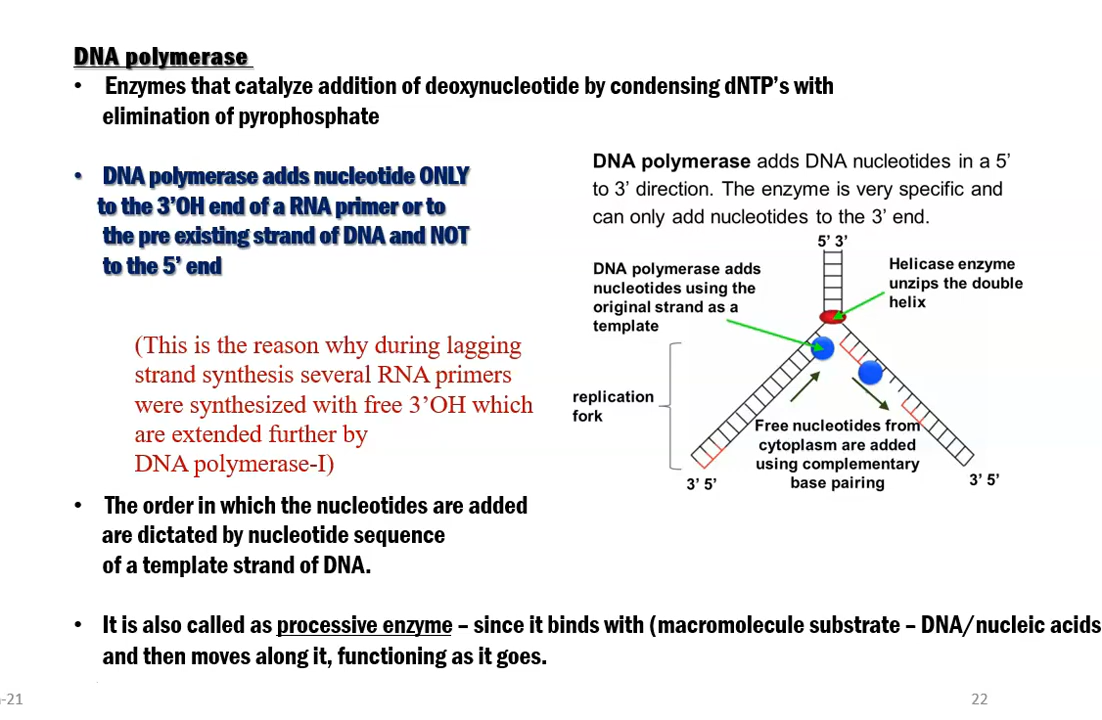 DNA polymerase
• Enzymes that catalyze addition of deoxynucleotide by condensing dNTP's with
elimination of pyrophosphate
• DNA polymerase adds nucleotide ONLY
to the 3'OH end of a RNA primer or to
the pre existing strand of DNA and NOT
to the 5' end
(This is the reason why during lagging
strand synthesis several RNA primers
were synthesized with free 3'OH which
are extended further by
DNA polymerase-I)
• The order in which the nucleotides are added
are dictated by nucleotide sequence
of a template strand of DNA.
• It is also called as processive enzyme – since it binds with (macromolecule substrate – DNA/nucleic acids
and then moves along it, functioning as it goes.
DNA polymerase adds DNA nucleotides in a 5'
to 3' direction. The enzyme is very specific and
can only add nucleotides to the 3' end.
5' 3'
DNA polymerase adds
nucleotides using the
original strand as a
template
Helicase enzyme
unzips the double
helix
replication
fork
Free nucleotides from
cytoplasm are added
using complementary
base pairing
3' 5'
3' 5'
-21
22